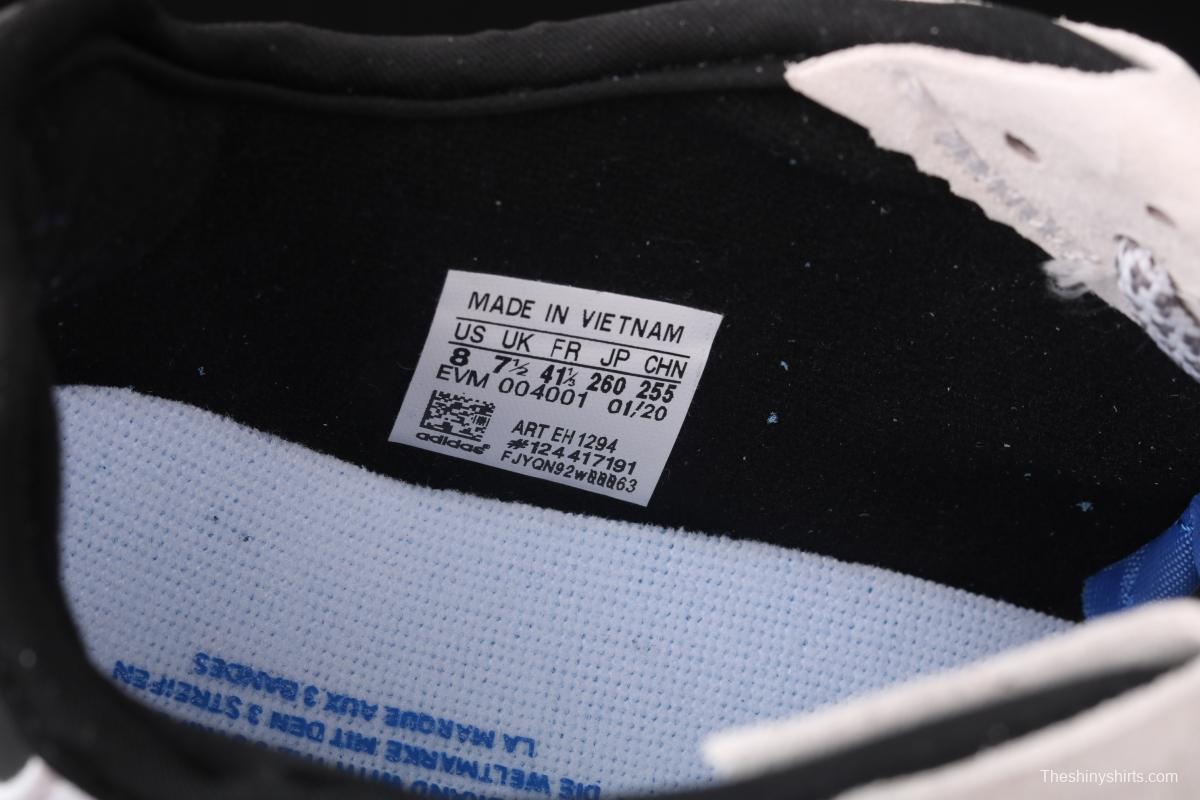 MADE IN VIETNAM
US UK FR JP CHN
8 7½ 41⅓ 260 255
EVM 004001 01/20
adidas
ART EH1294
#124417191
LA MARQUE AUX 3 BANDES
DIE WELTMARKE MIT DEN 3 STREIFEN
Theshinyshirts.com